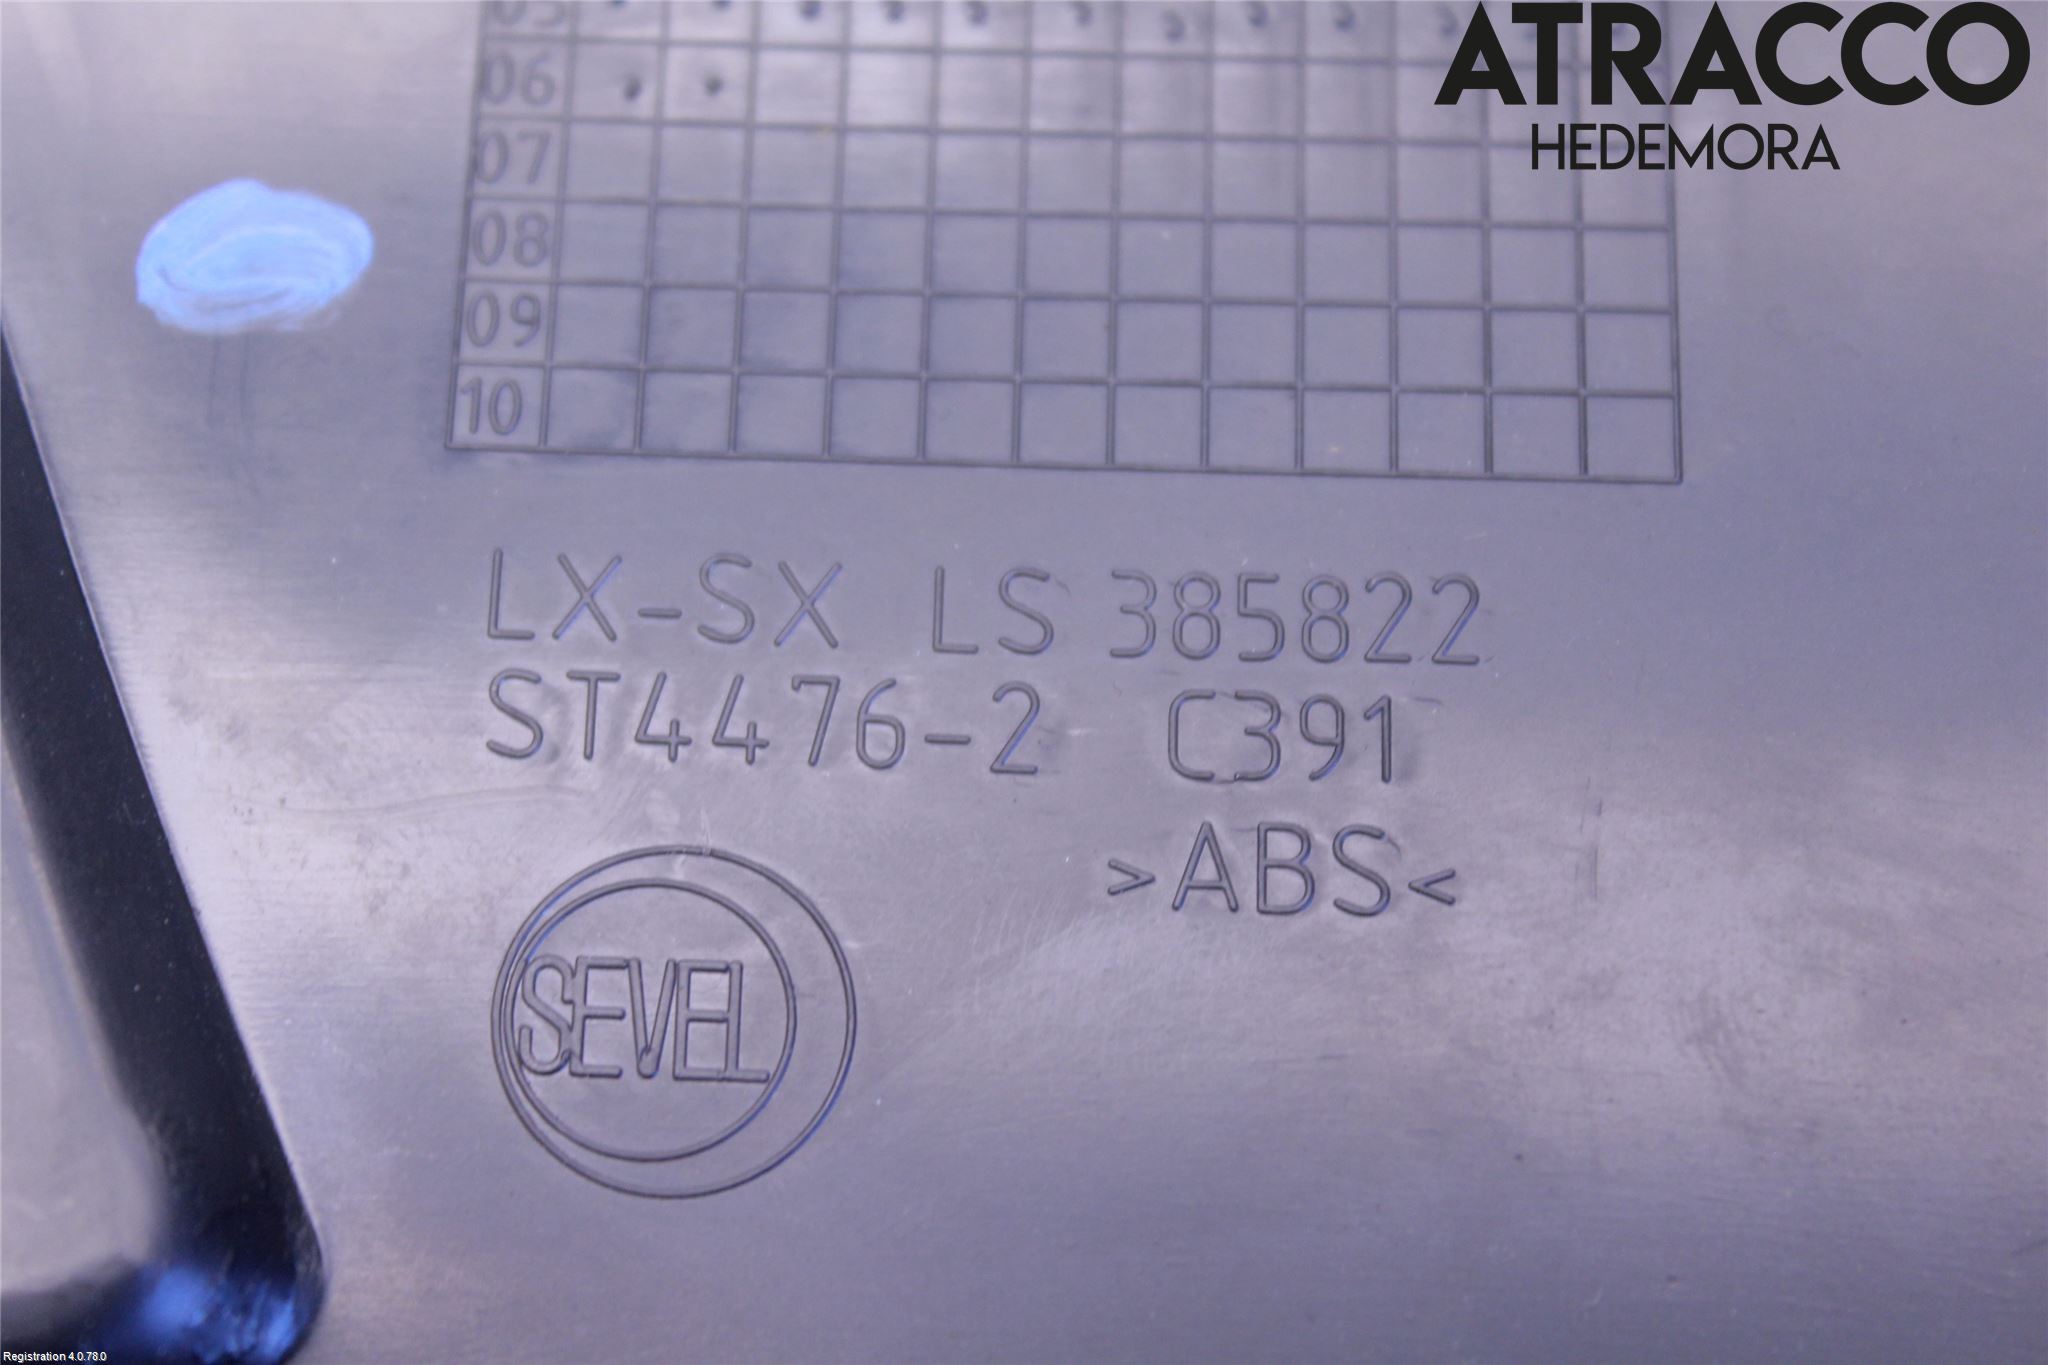 ATRACCO
HEDEMORA
05
06
07
08
09
10
LX-SX LS 385822
ST4476-2 C391
>ABS<
SEVEL
Registration 4.0.78.0